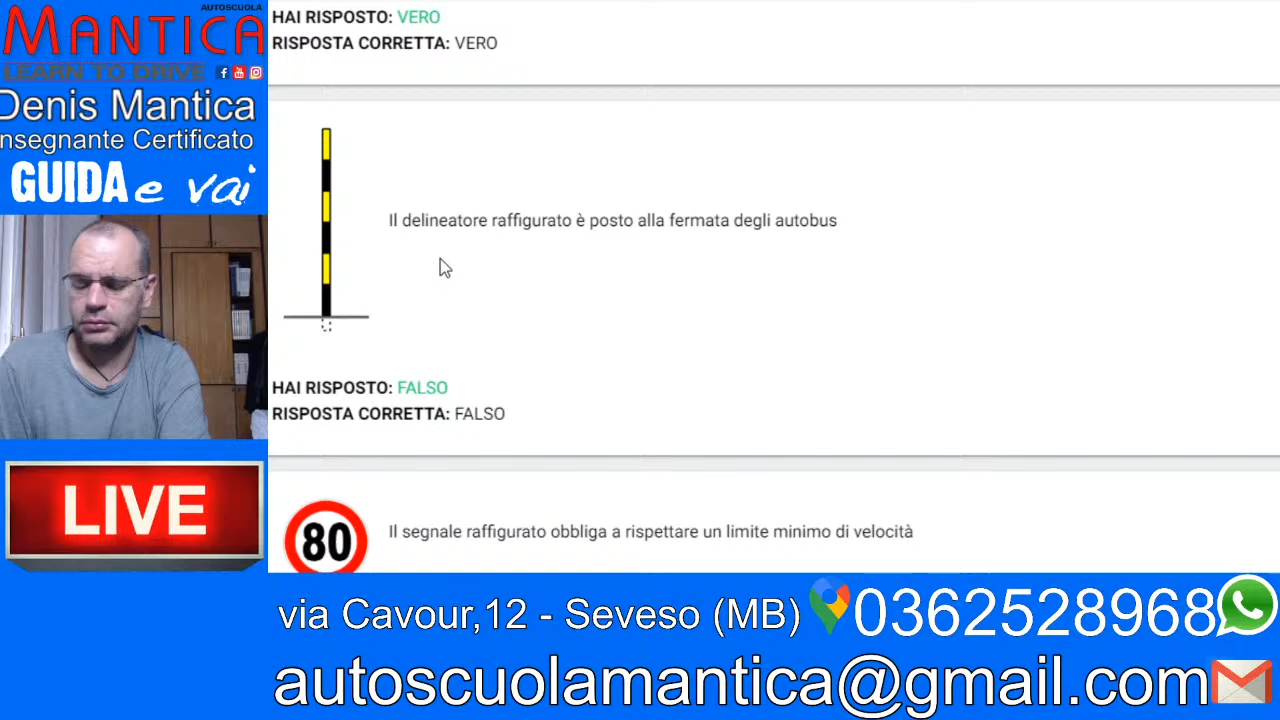 AUTOSCUOLA
MANTICA
LEARN TO DRIVE
Denis Mantica
nsegnante Certificato
GUIDA e vai
LIVE
HAI RISPOSTO: VERO
RISPOSTA CORRETTA: VERO
Il delineatore raffigurato è posto alla fermata degli autobus
HAI RISPOSTO: FALSO
RISPOSTA CORRETTA: FALSO
80
Il segnale raffigurato obbliga a rispettare un limite minimo di velocità
via Cavour,12 - Seveso (MB)
0362528968
autoscuolamantica@gmail.com